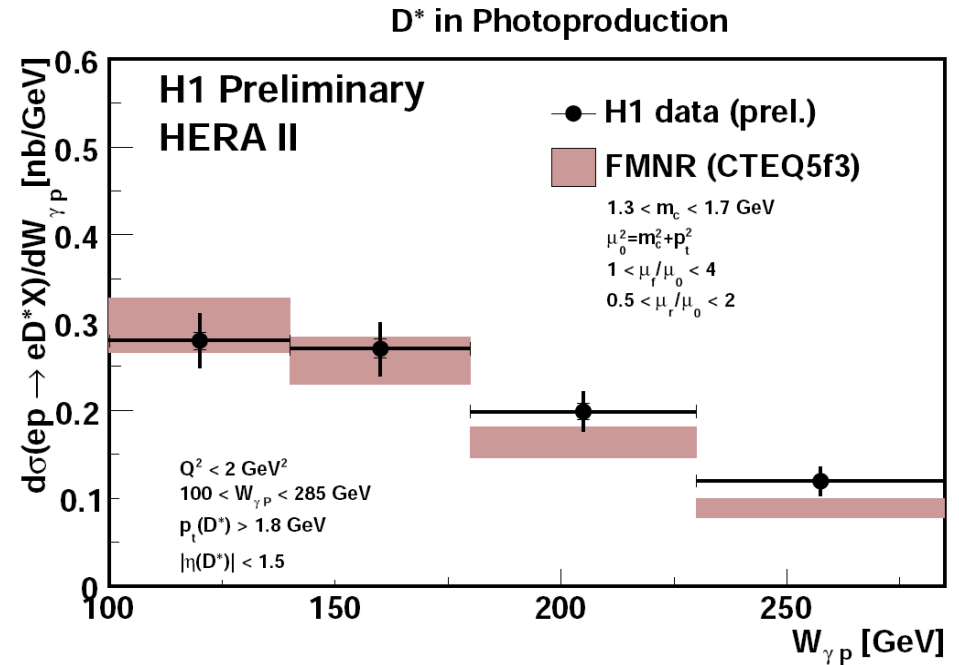 D* in Photoproduction
dσ(ep → eD*X)/dW_γp [nb/GeV]
0.6
0.5
0.4
0.3
0.2
0.1
0
H1 Preliminary
HERA II
H1 data (prel.)
FMNR (CTEQ5f3)
1.3 < m_c < 1.7 GeV
μ_0^2=m_c^2+p_t^2
1 < μ_f/μ_0 < 4
0.5 < μ_r/μ_0 < 2
Q² < 2 GeV²
100 < W_γP < 285 GeV
p_t(D*) > 1.8 GeV
|η(D*)| < 1.5
100
150
200
250
W_γp [GeV]